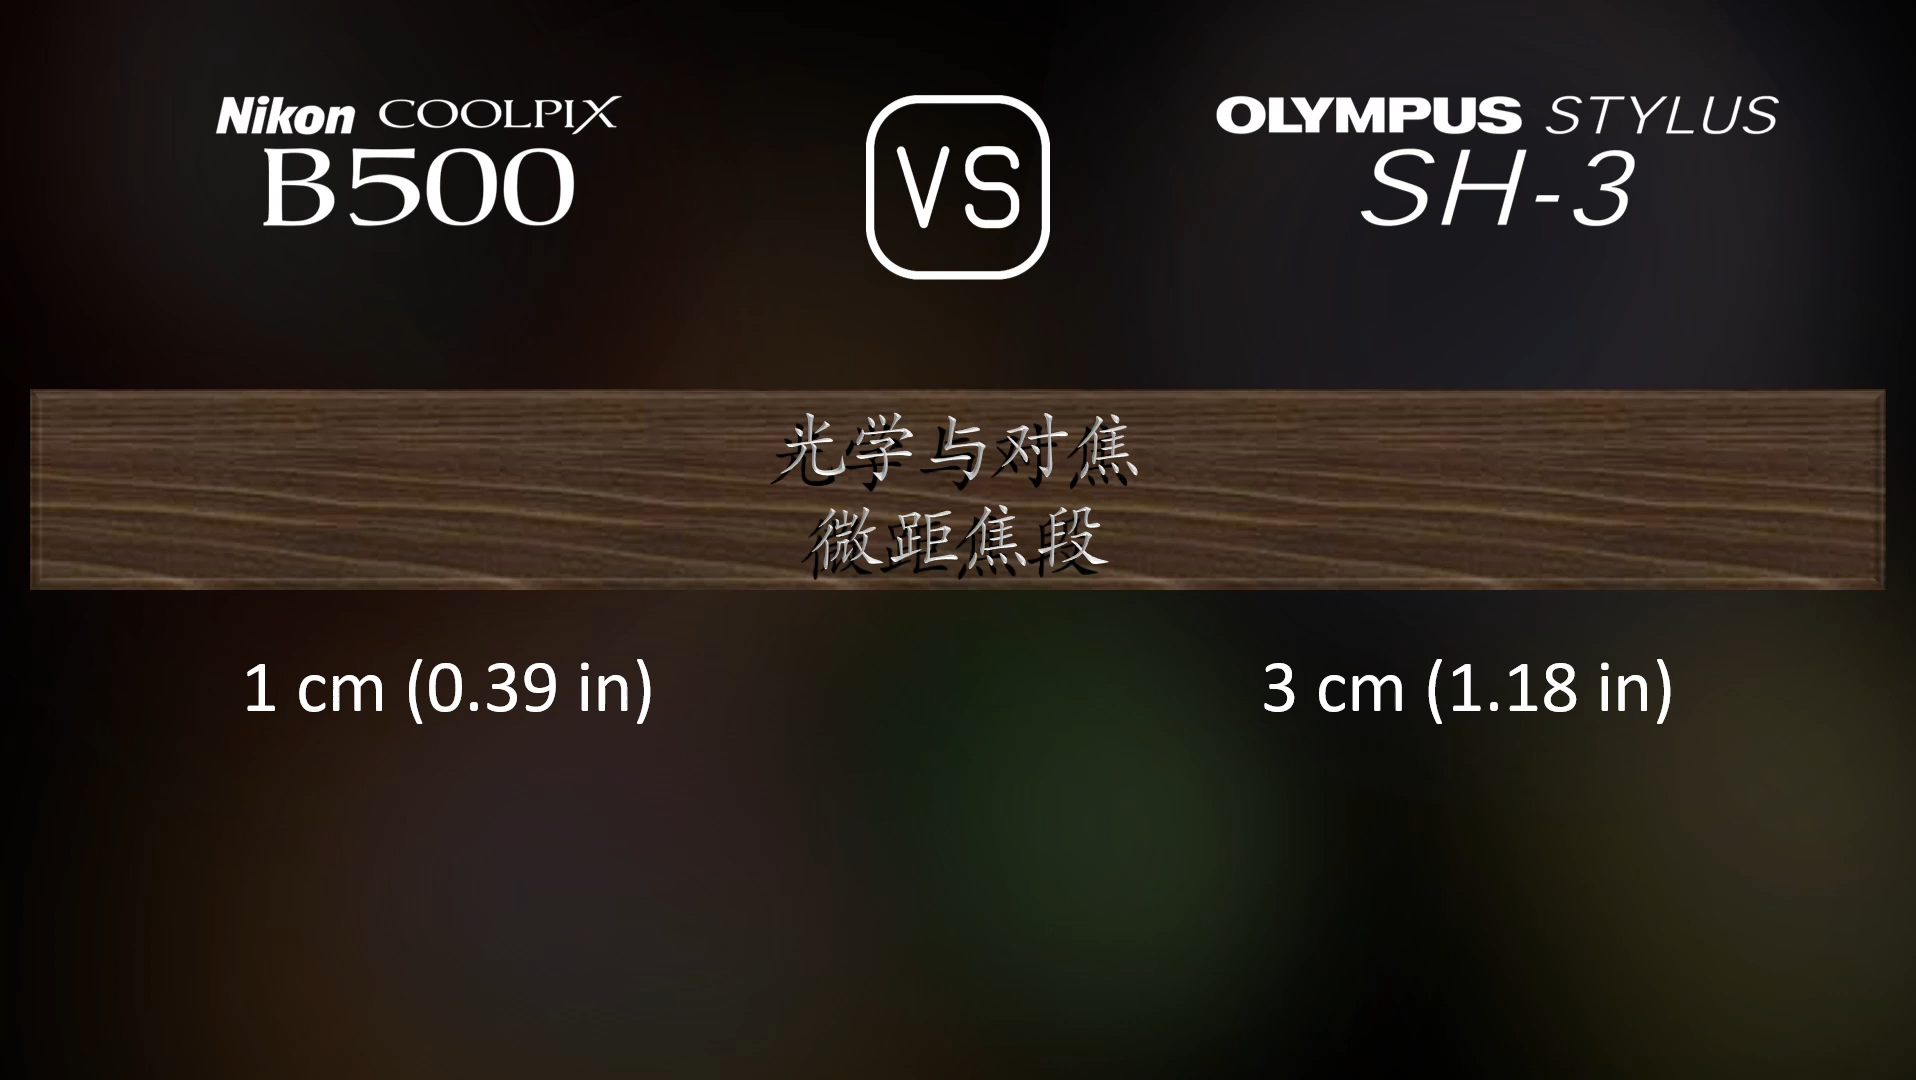 Nikon COOLPIX
B500
VS
OLYMPUS STYLUS
SH-3
光学与对焦
微距焦段
1 cm (0.39 in)
3 cm (1.18 in)